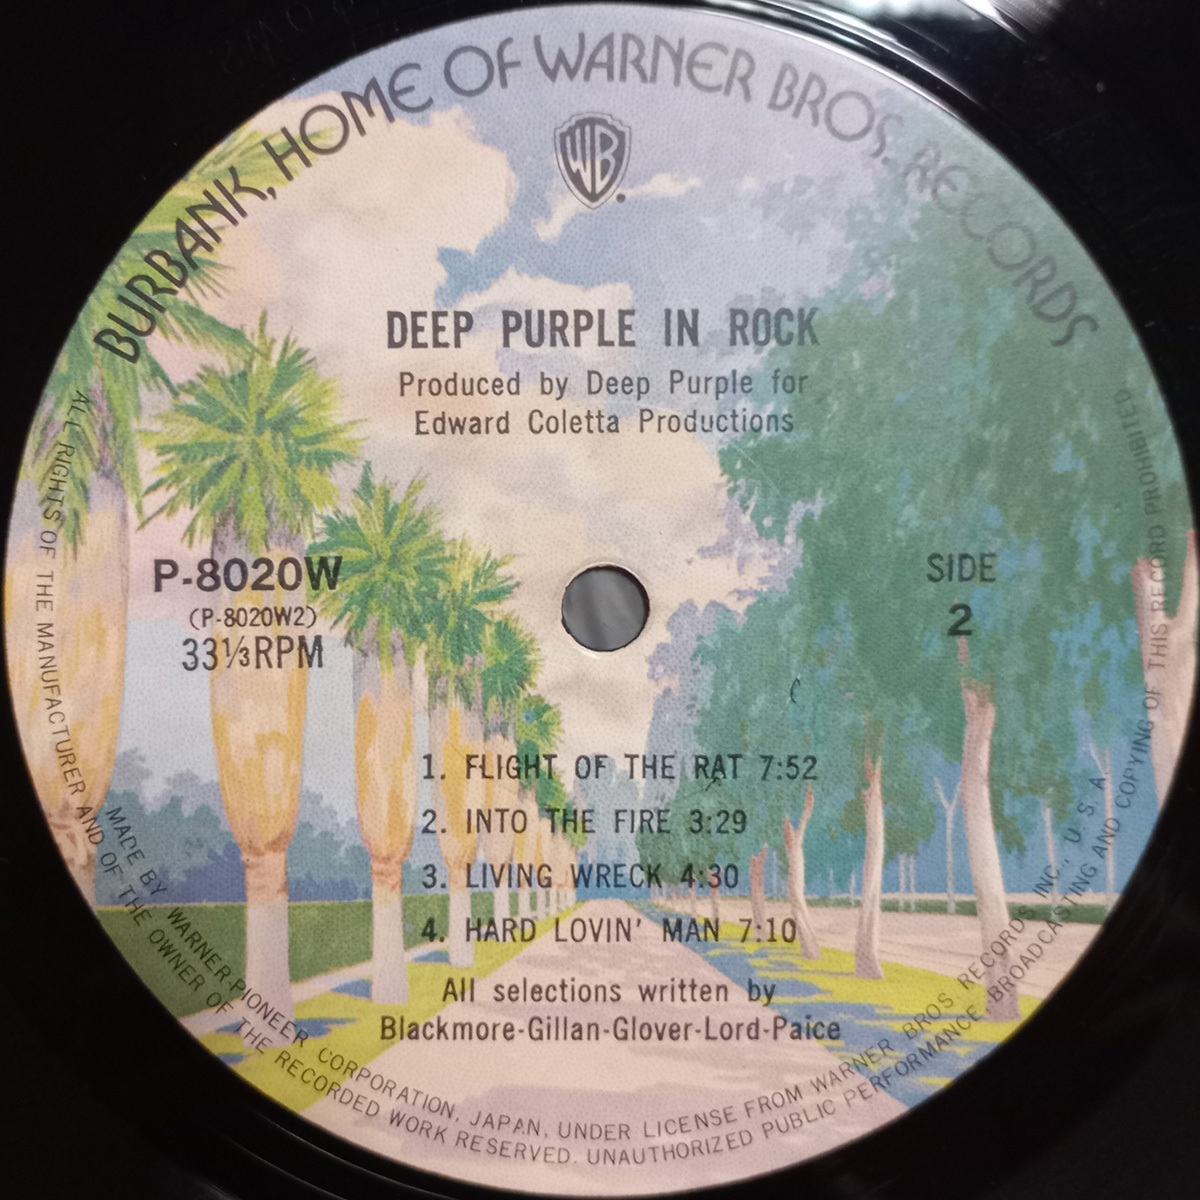 BURBANK, HOME OF WARNER BROS. RECORDS
WB
DEEP PURPLE IN ROCK
Produced by Deep Purple for
Edward Coletta Productions
P-8020W
(P-8020W2)
33⅓RPM
SIDE
2
1. FLIGHT OF THE RAT 7:52
2. INTO THE FIRE 3:29
3. LIVING WRECK 4:30
4. HARD LOVIN' MAN 7:10
All selections written by
Blackmore-Gillan-Glover-Lord-Paice
MADE BY WARNER-PIONEER CORPORATION, JAPAN, UNDER LICENSE FROM WARNER BROS. RECORDS INC., U. S. A.
ALL RIGHTS OF THE MANUFACTURER AND OF THE OWNER OF THE RECORDED WORK RESERVED. UNAUTHORIZED PUBLIC PERFORMANCE, BROADCASTING AND COPYING OF THIS RECORD PROHIBITED